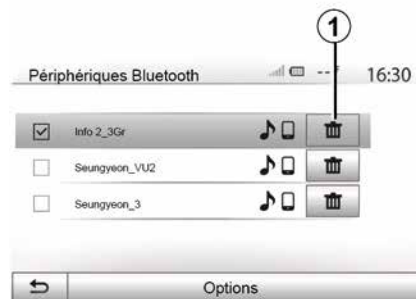 1
Périphériques Bluetooth
16:30
Info 2_3Gr
Seungyeon_VU2
Seungyeon_3
Options